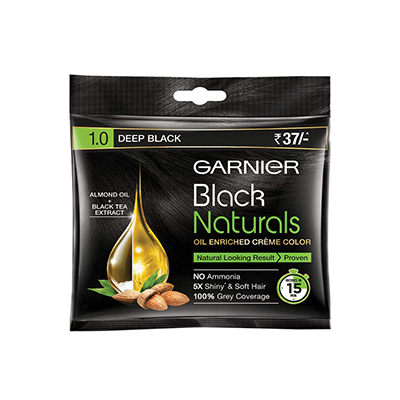 1.0 DEEP BLACK
₹37/-
GARNIER
Black
Naturals
OIL ENRICHED CRÈME COLOR
ALMOND OIL
+
BLACK TEA
EXTRACT
Natural Looking Result > Proven
NO Ammonia
5X Shiny* & Soft Hair
100% Grey Coverage
15
MIN